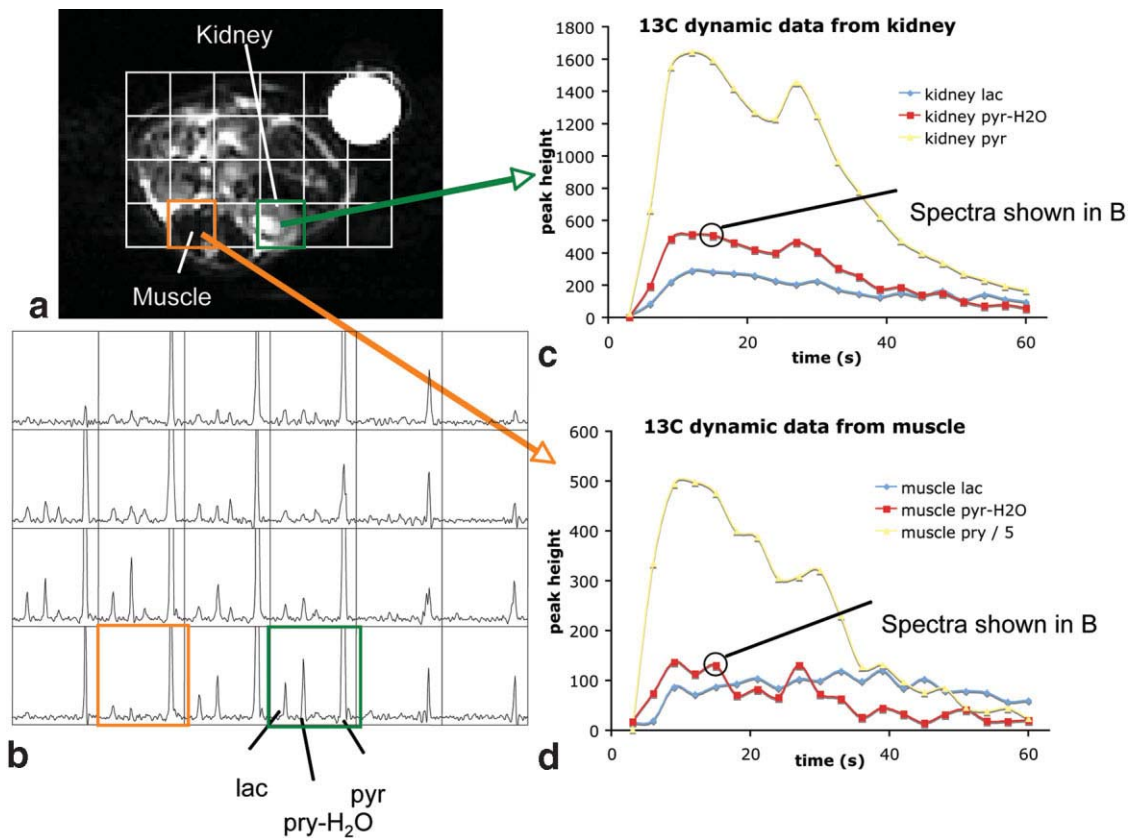 Kidney
Muscle
a
13C dynamic data from kidney
1800
1600
1400
1200
1000
800
600
400
200
0
peak height
kidney lac
kidney pyr-H2O
kidney pyr
Spectra shown in B
0
20
40
60
time (s)
c
b
lac
pry-H₂O
pyr
13C dynamic data from muscle
600
500
400
300
200
100
0
peak height
muscle lac
muscle pyr-H2O
muscle pry / 5
Spectra shown in B
0
20
40
60
time (s)
d